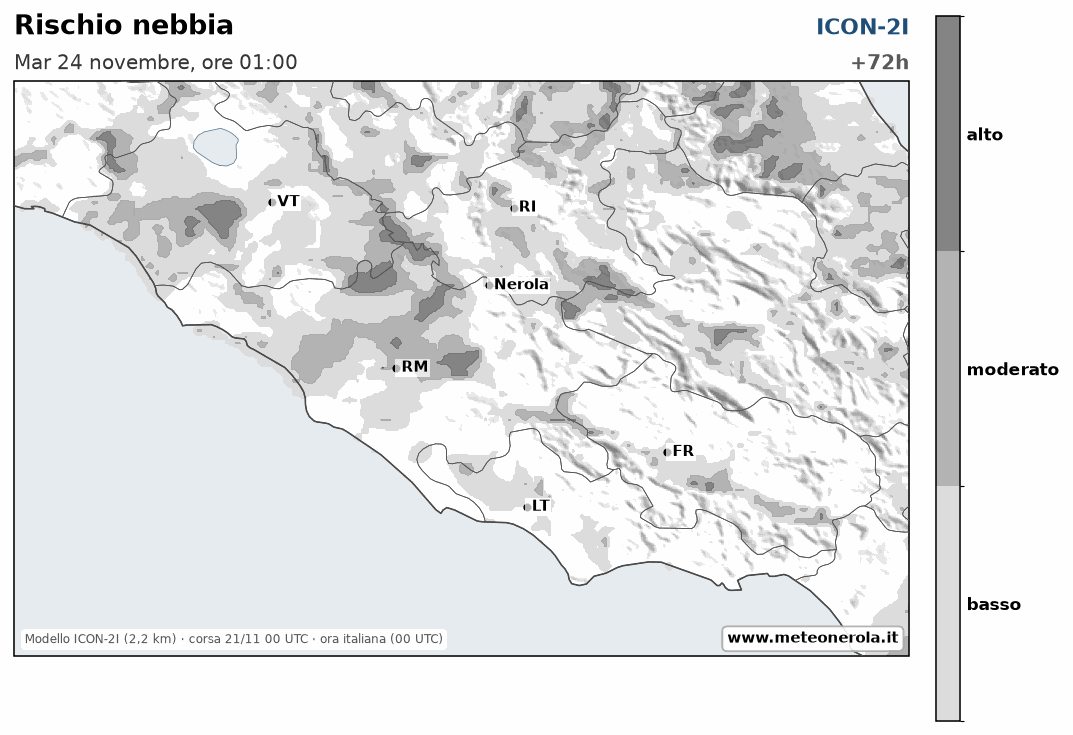 Rischio nebbia
ICON-2I
Mar 24 novembre, ore 01:00
+72h
alto
VT
RI
Nerola
moderato
RM
FR
LT
basso
Modello ICON-2I (2,2 km) · corsa 21/11 00 UTC · ora italiana (00 UTC)
www.meteonerola.it